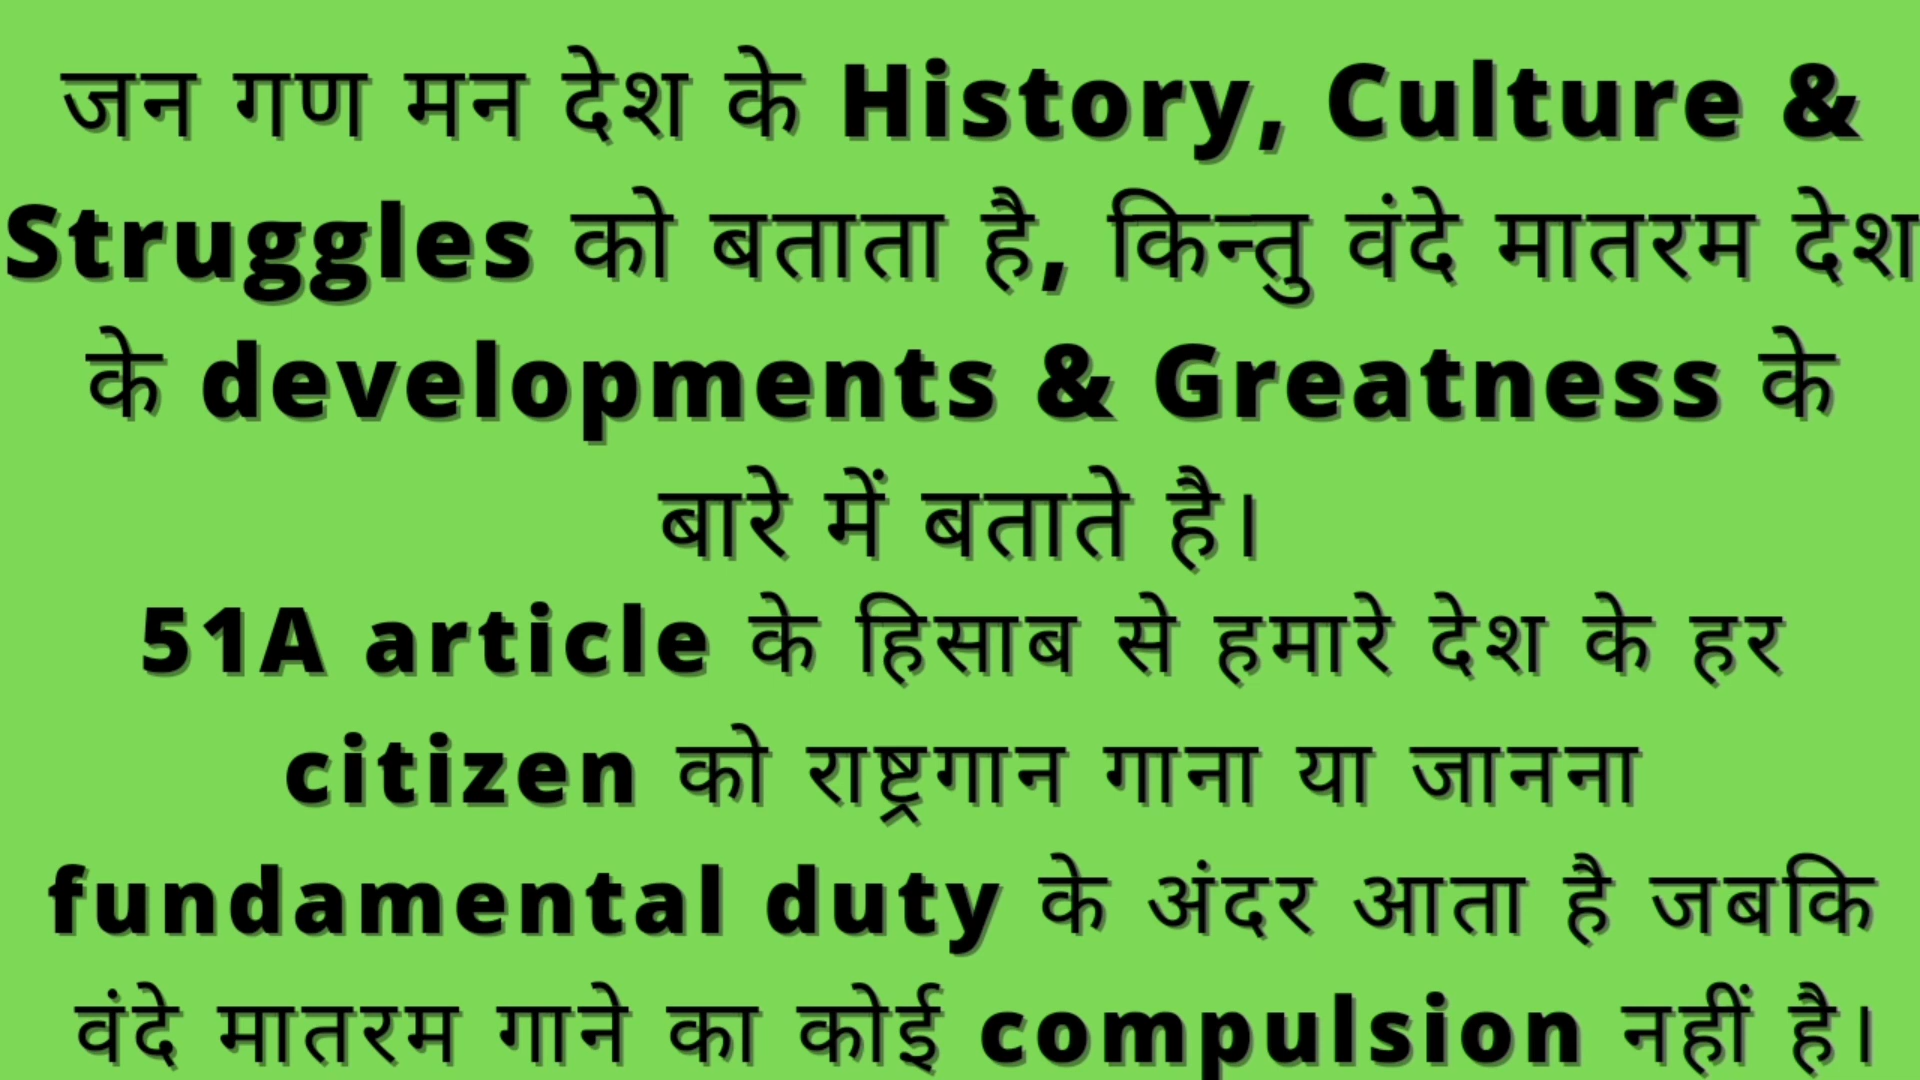 जन गण मन देश के History, Culture &
Struggles को बताता है, किन्तु वंदे मातरम देश
के developments & Greatness के
बारे में बताते है।
51A article के हिसाब से हमारे देश के हर
citizen को राष्ट्रगान गाना या जानना
fundamental duty के अंदर आता है जबकि
वंदे मातरम गाने का कोई compulsion नहीं है।